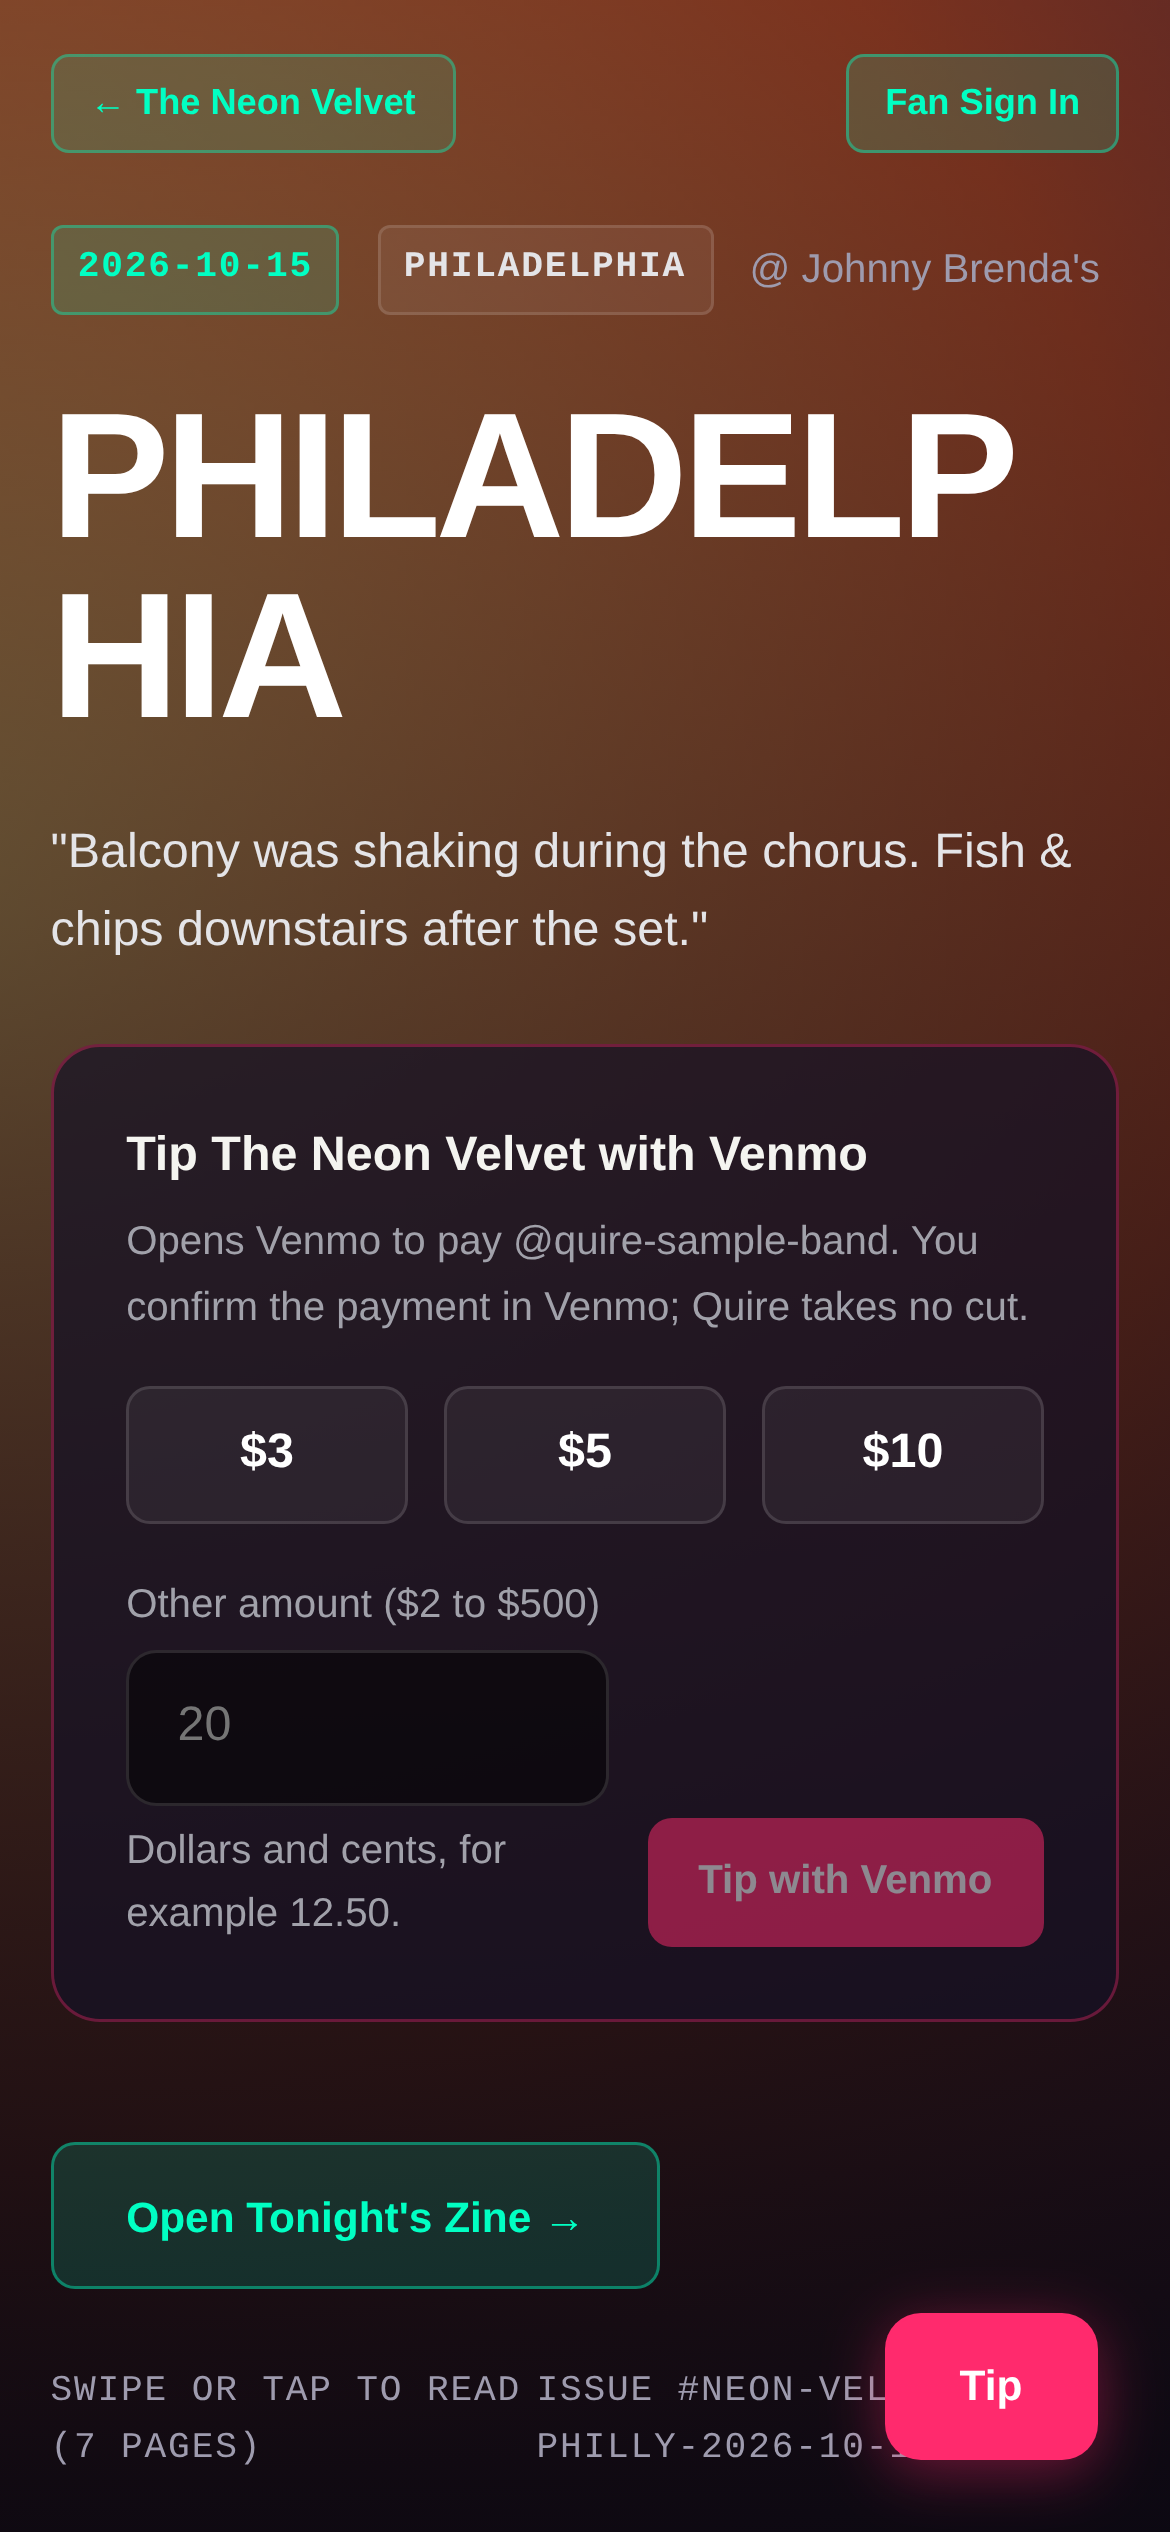 ← The Neon Velvet
Fan Sign In
2026-10-15
PHILADELPHIA
@ Johnny Brenda's
PHILADELP
HIA
"Balcony was shaking during the chorus. Fish &
chips downstairs after the set."
Tip The Neon Velvet with Venmo
Opens Venmo to pay @quire-sample-band. You
confirm the payment in Venmo; Quire takes no cut.
$3
$5
$10
Other amount ($2 to $500)
20
Dollars and cents, for
example 12.50.
Tip with Venmo
Open Tonight's Zine →
SWIPE OR TAP TO READ
(7 PAGES)
ISSUE #NEON-VEL
PHILLY-2026-10-
Tip